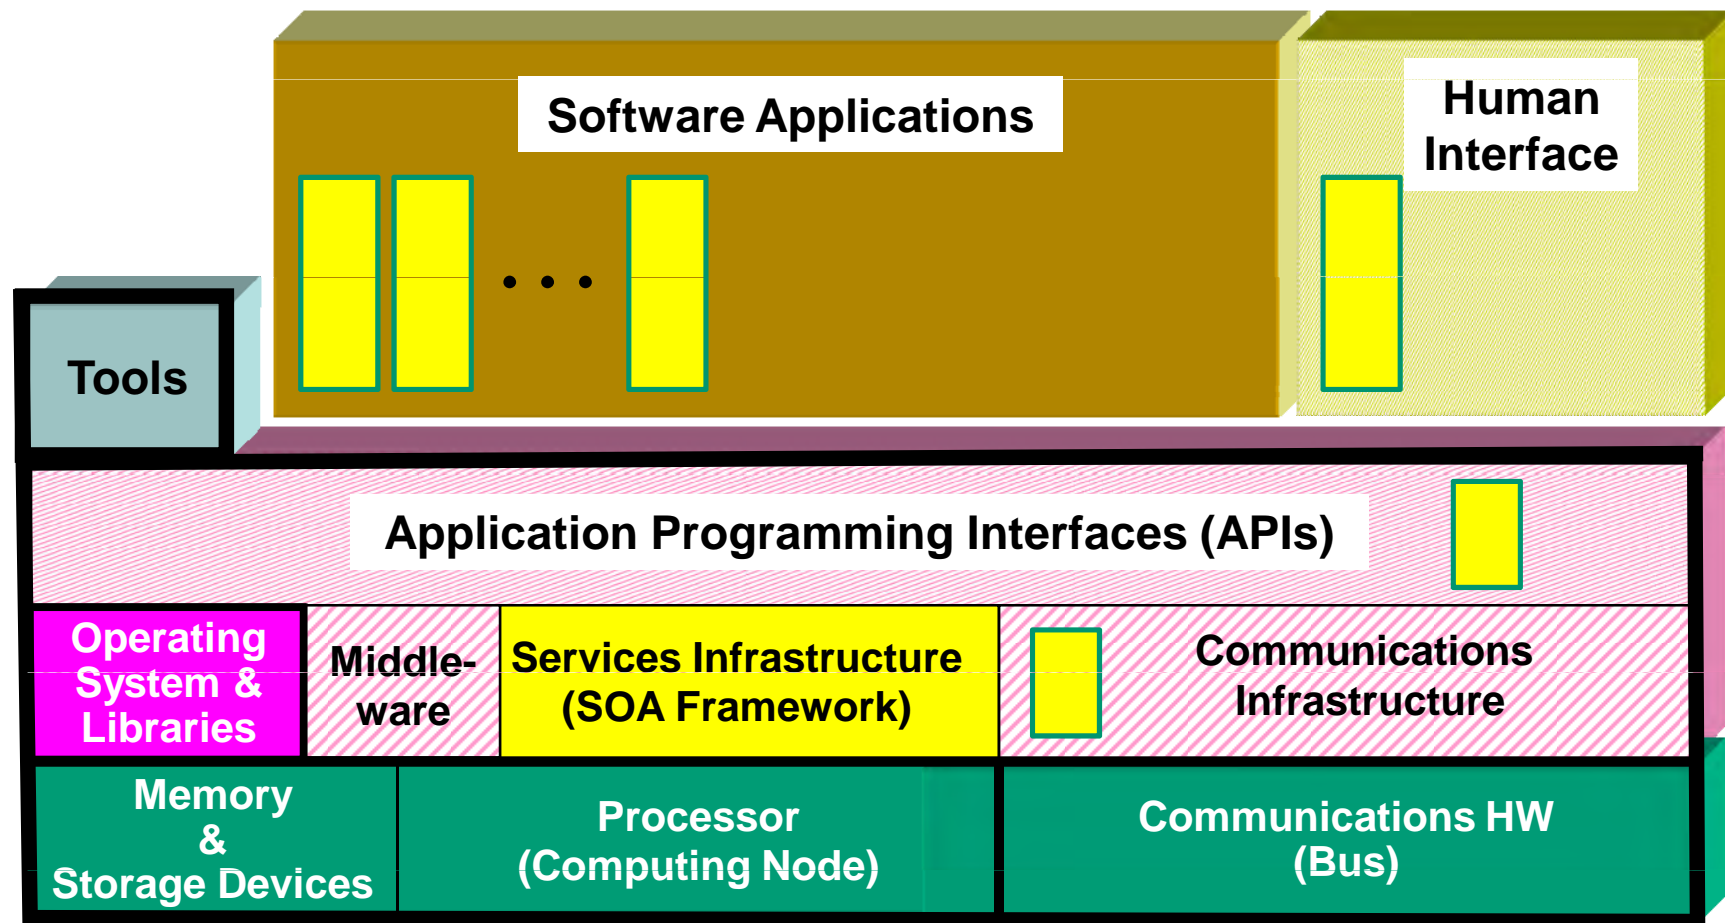 Software Applications
Human
Interface
. . .
Tools
Application Programming Interfaces (APIs)
Operating
System &
Libraries
Middle-
ware
Services Infrastructure
(SOA Framework)
Communications
Infrastructure
Memory
&
Storage Devices
Processor
(Computing Node)
Communications HW
(Bus)